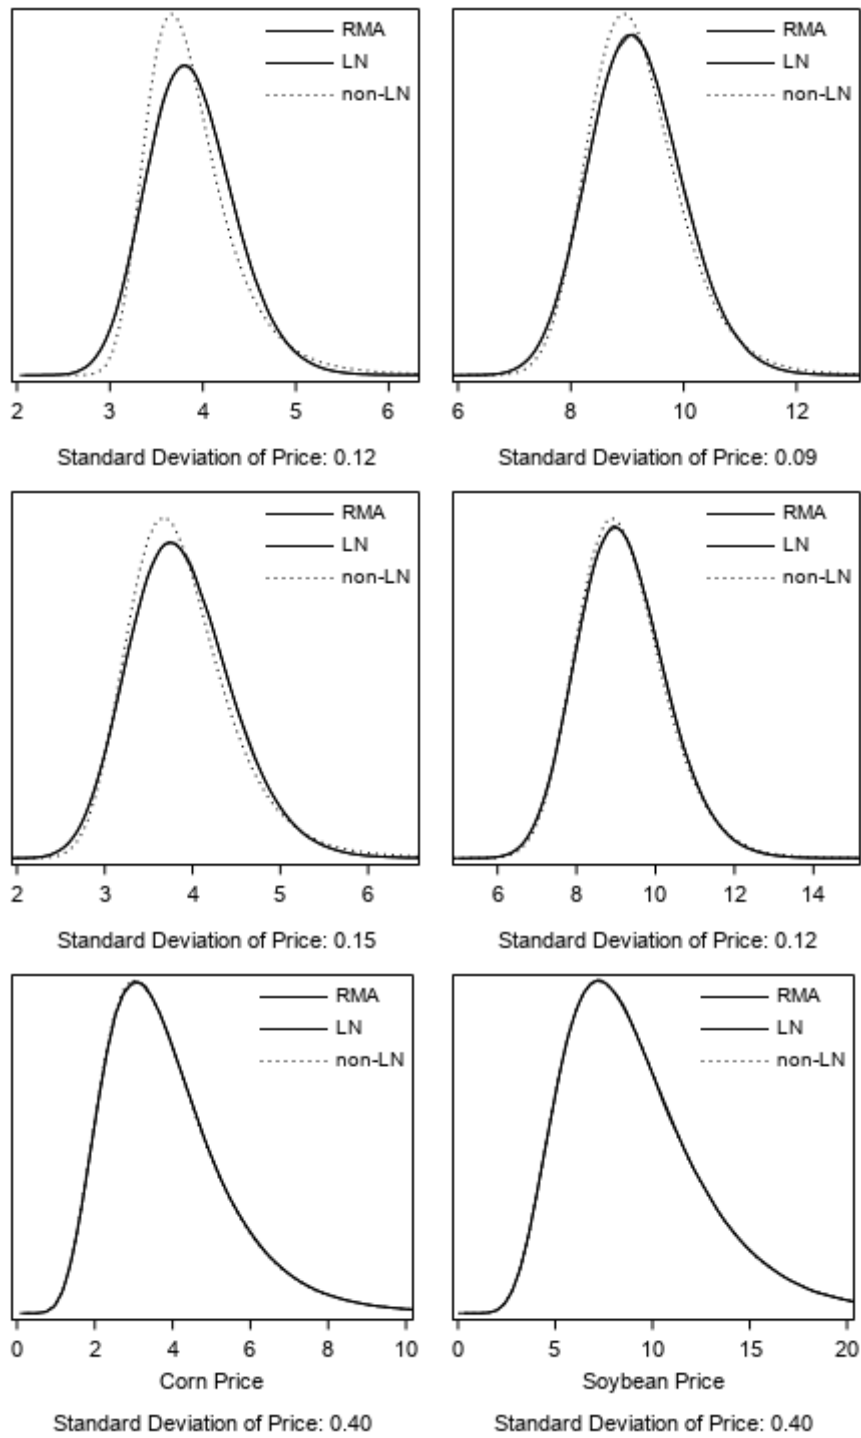 RMA
LN
non-LN
2 3 4 5 6
Standard Deviation of Price: 0.12
RMA
LN
non-LN
6 8 10 12
Standard Deviation of Price: 0.09
RMA
LN
non-LN
2 3 4 5 6
Standard Deviation of Price: 0.15
RMA
LN
non-LN
6 8 10 12 14
Standard Deviation of Price: 0.12
RMA
LN
non-LN
0 2 4 6 8 10
Corn Price
Standard Deviation of Price: 0.40
RMA
LN
non-LN
0 5 10 15 20
Soybean Price
Standard Deviation of Price: 0.40